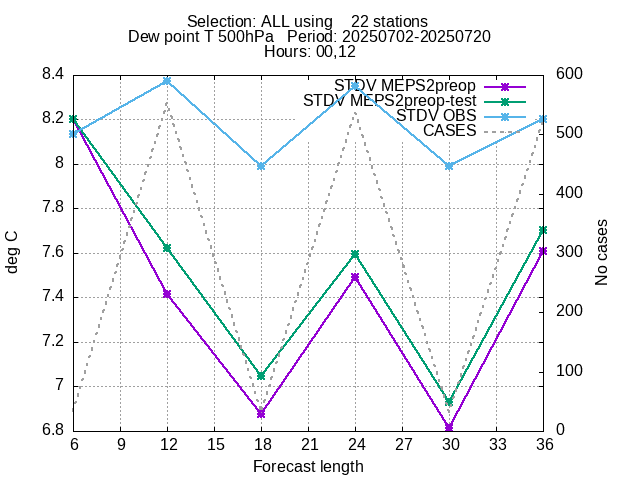 Selection: ALL using    22 stations
Dew point T 500hPa   Period: 20250702-20250720
Hours: 00,12
STDV MEPS2preop
STDV MEPS2preop-test
STDV OBS
CASES
8.4
8.2
8
7.8
7.6
7.4
7.2
7
6.8
600
500
400
300
200
100
0
deg C
No cases
6 9 12 15 18 21 24 27 30 33 36
Forecast length